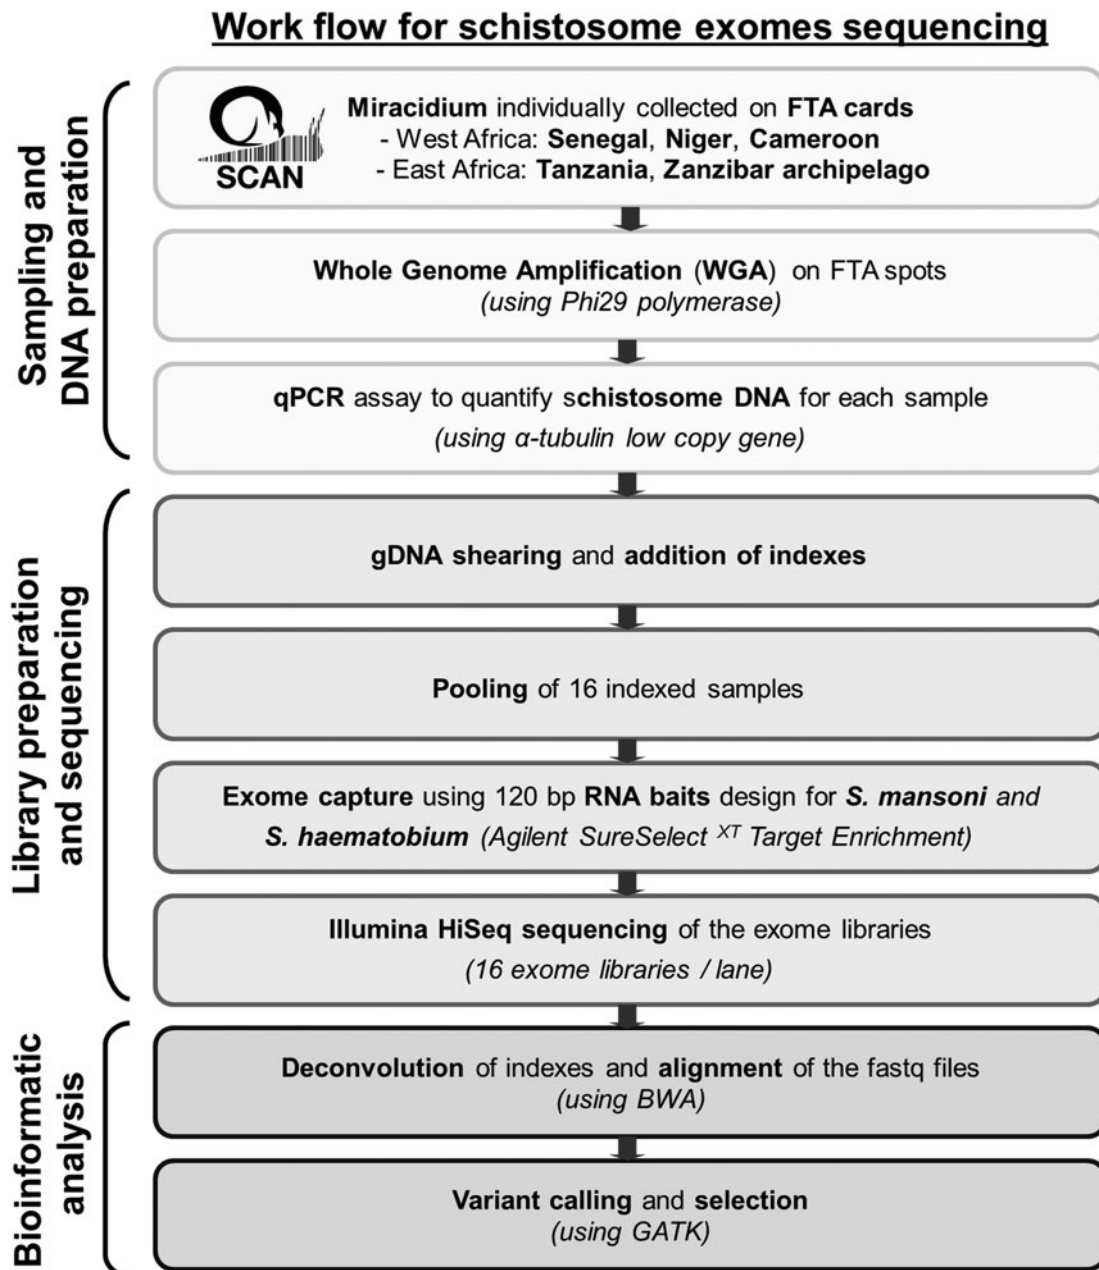 Work flow for schistosome exomes sequencing
Sampling and
DNA preparation
SCAN
Miracidium individually collected on FTA cards
- West Africa: Senegal, Niger, Cameroon
- East Africa: Tanzania, Zanzibar archipelago
Whole Genome Amplification (WGA) on FTA spots
(using Phi29 polymerase)
qPCR assay to quantify schistosome DNA for each sample
(using α-tubulin low copy gene)
Library preparation
and sequencing
gDNA shearing and addition of indexes
Pooling of 16 indexed samples
Exome capture using 120 bp RNA baits design for S. mansoni and
S. haematobium (Agilent SureSelect XT Target Enrichment)
Illumina HiSeq sequencing of the exome libraries
(16 exome libraries / lane)
Bioinformatic
analysis
Deconvolution of indexes and alignment of the fastq files
(using BWA)
Variant calling and selection
(using GATK)